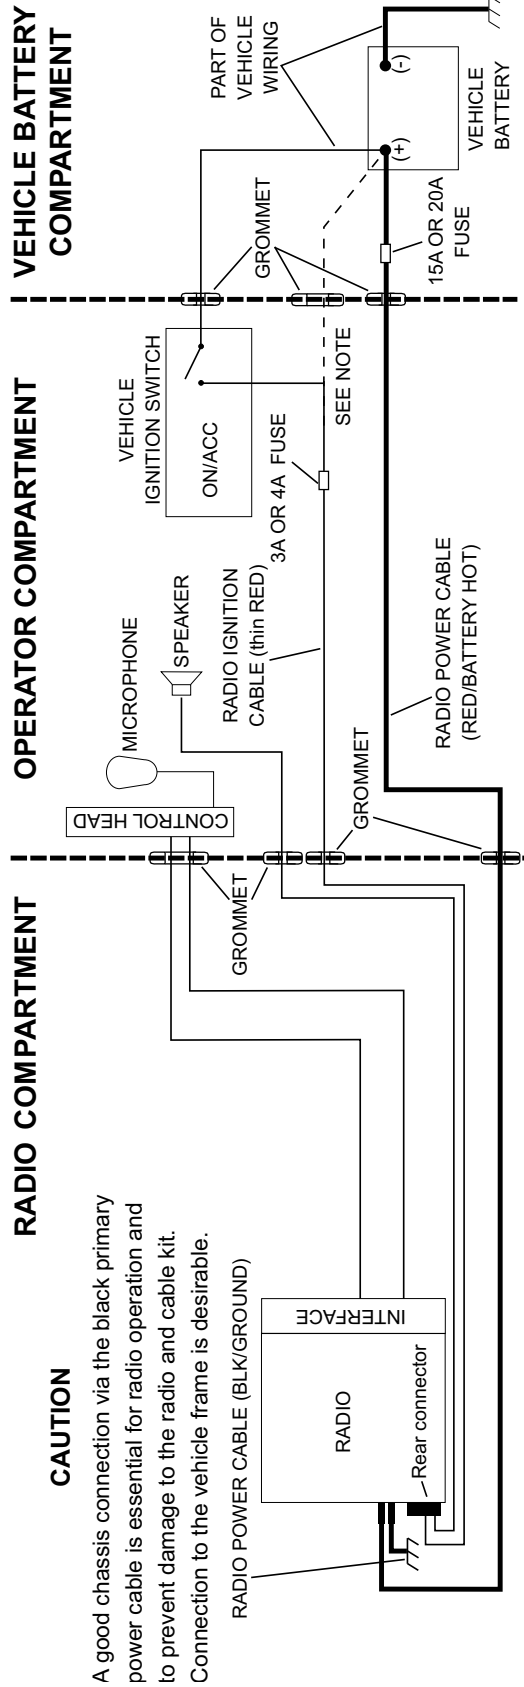 RADIO COMPARTMENT
OPERATOR COMPARTMENT
VEHICLE BATTERY
COMPARTMENT
CAUTION
A good chassis connection via the black primary
power cable is essential for radio operation and
to prevent damage to the radio and cable kit.
Connection to the vehicle frame is desirable.
RADIO POWER CABLE (BLK/GROUND)
RADIO
INTERFACE
Rear connector
GROMMET
CONTROL HEAD
MICROPHONE
SPEAKER
RADIO IGNITION
CABLE (thin RED)
3A OR 4A FUSE
GROMMET
RADIO POWER CABLE
(RED/BATTERY HOT)
VEHICLE
IGNITION SWITCH
ON/ACC
SEE NOTE
GROMMET
PART OF
VEHICLE
WIRING
(-)
(+)
VEHICLE
BATTERY
15A OR 20A
FUSE